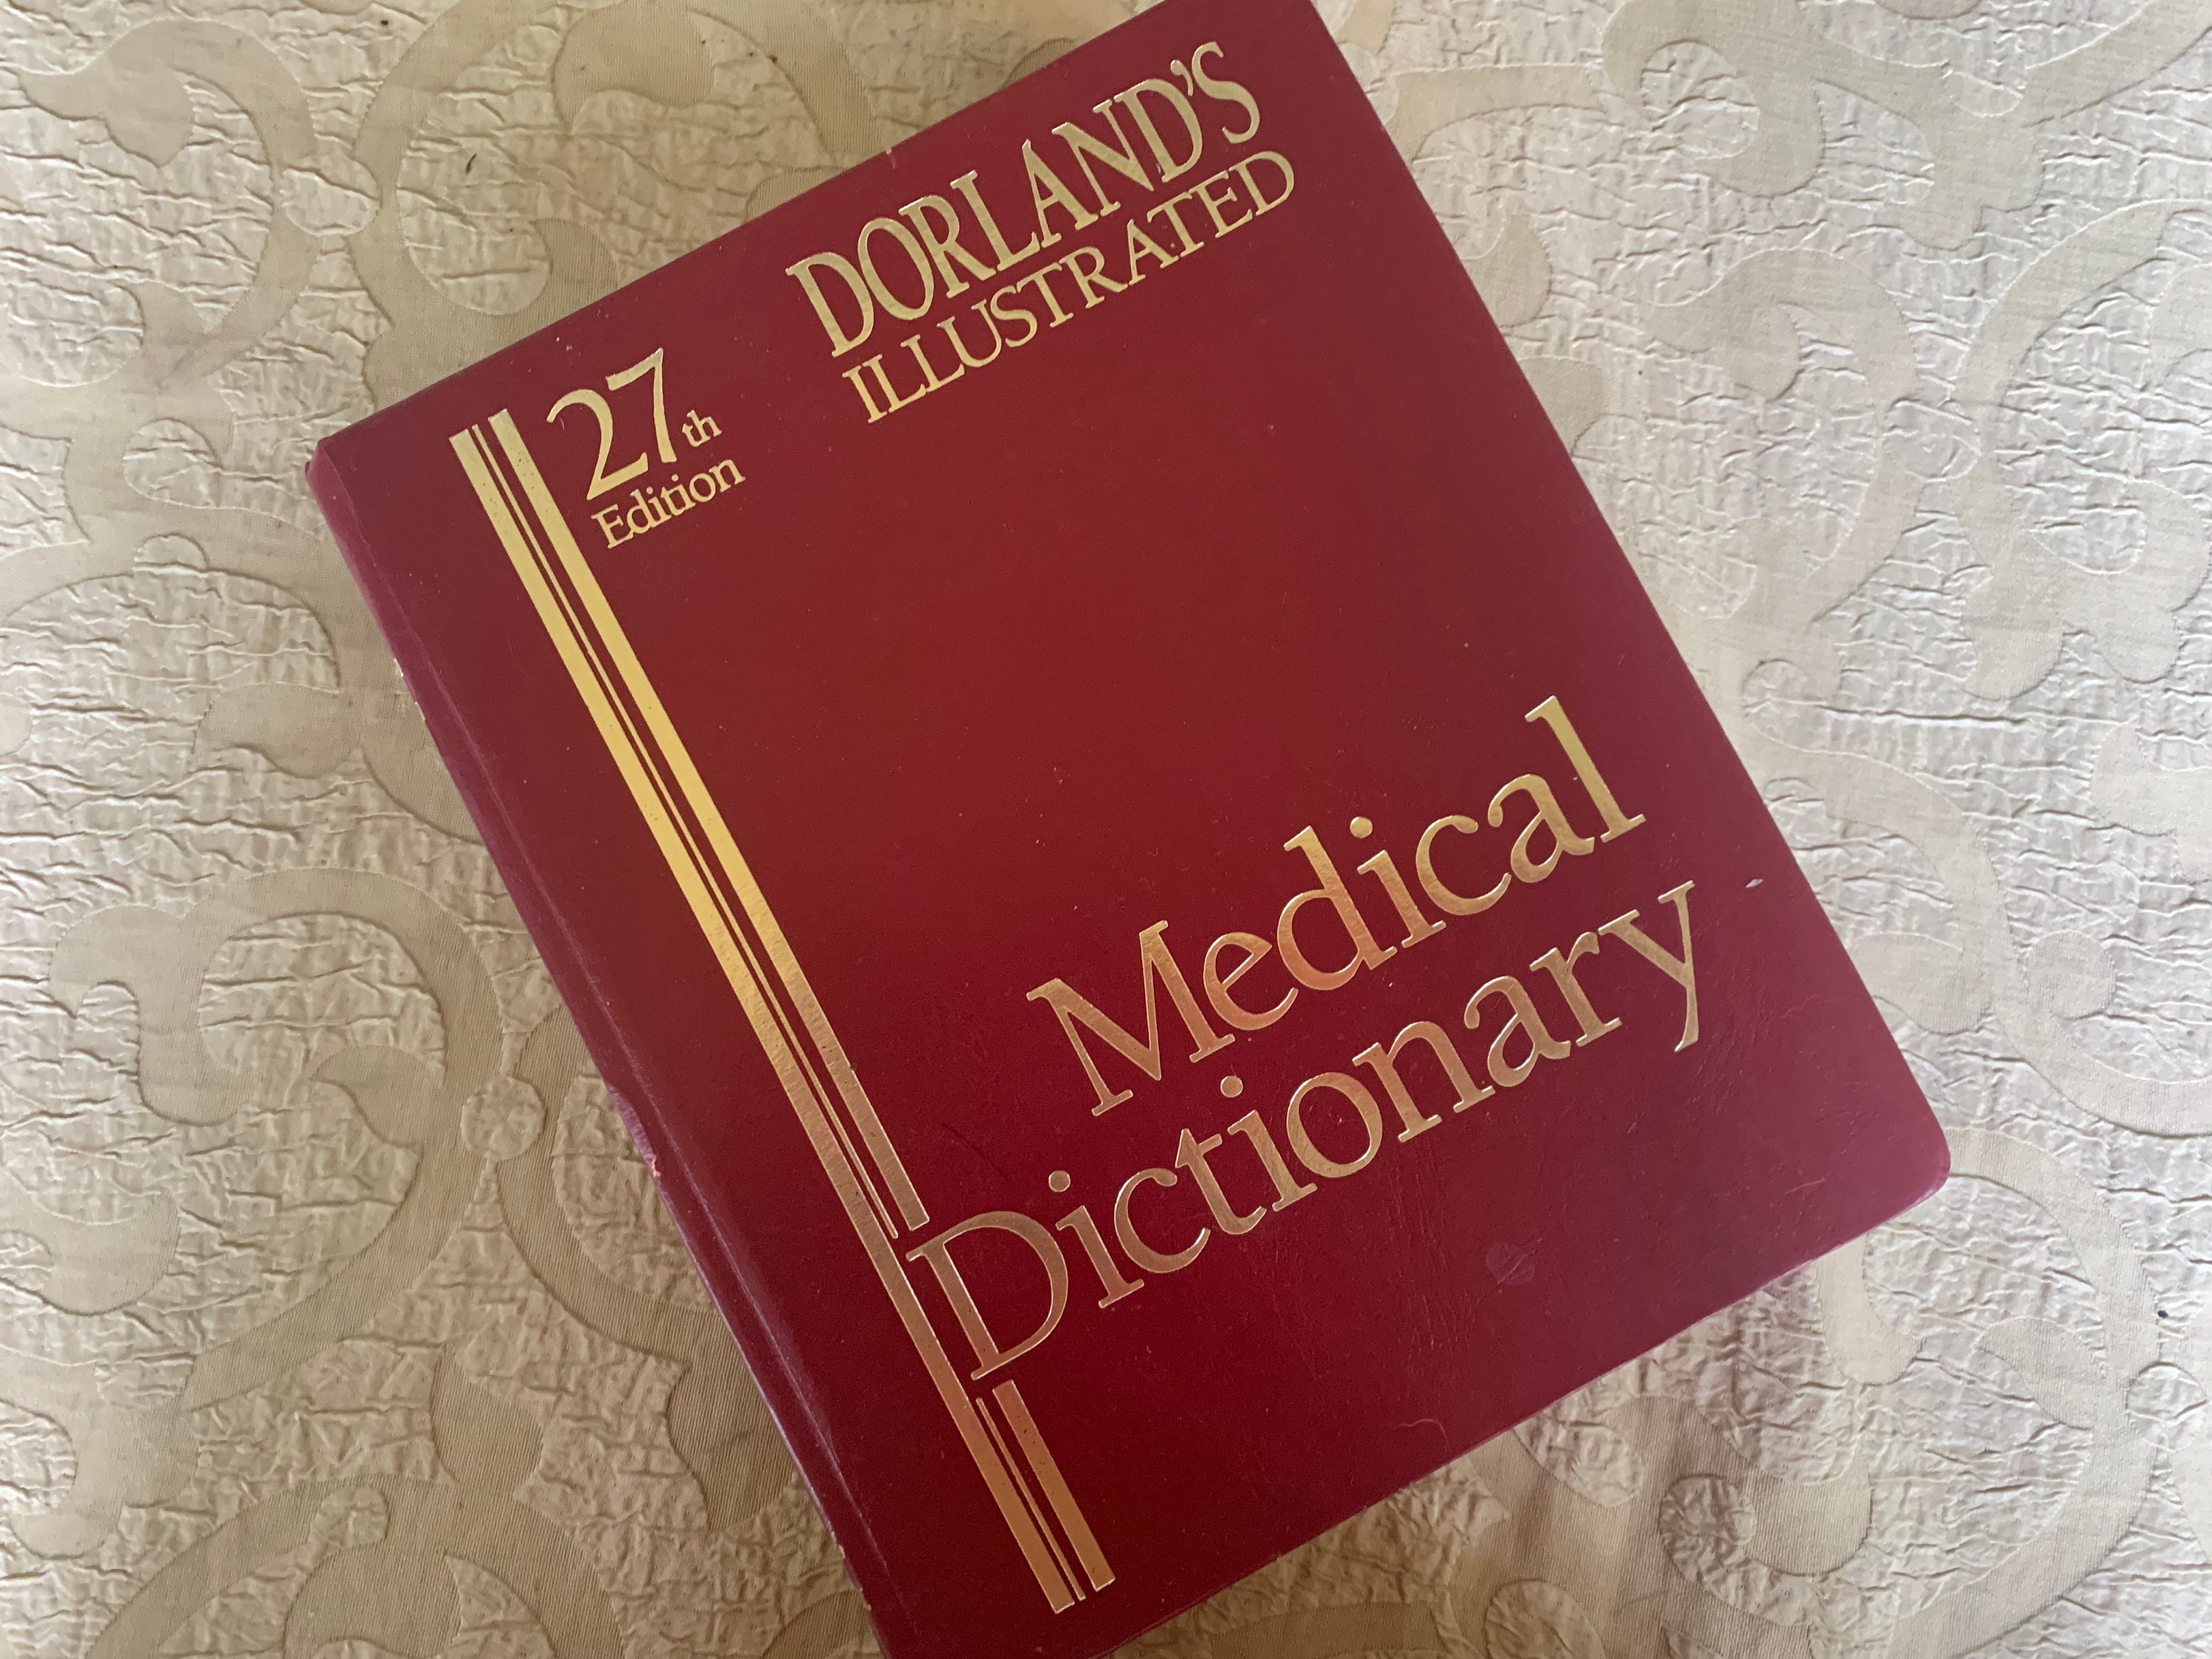 DORLAND'S
ILLUSTRATED
27th
Edition
Medical
Dictionary